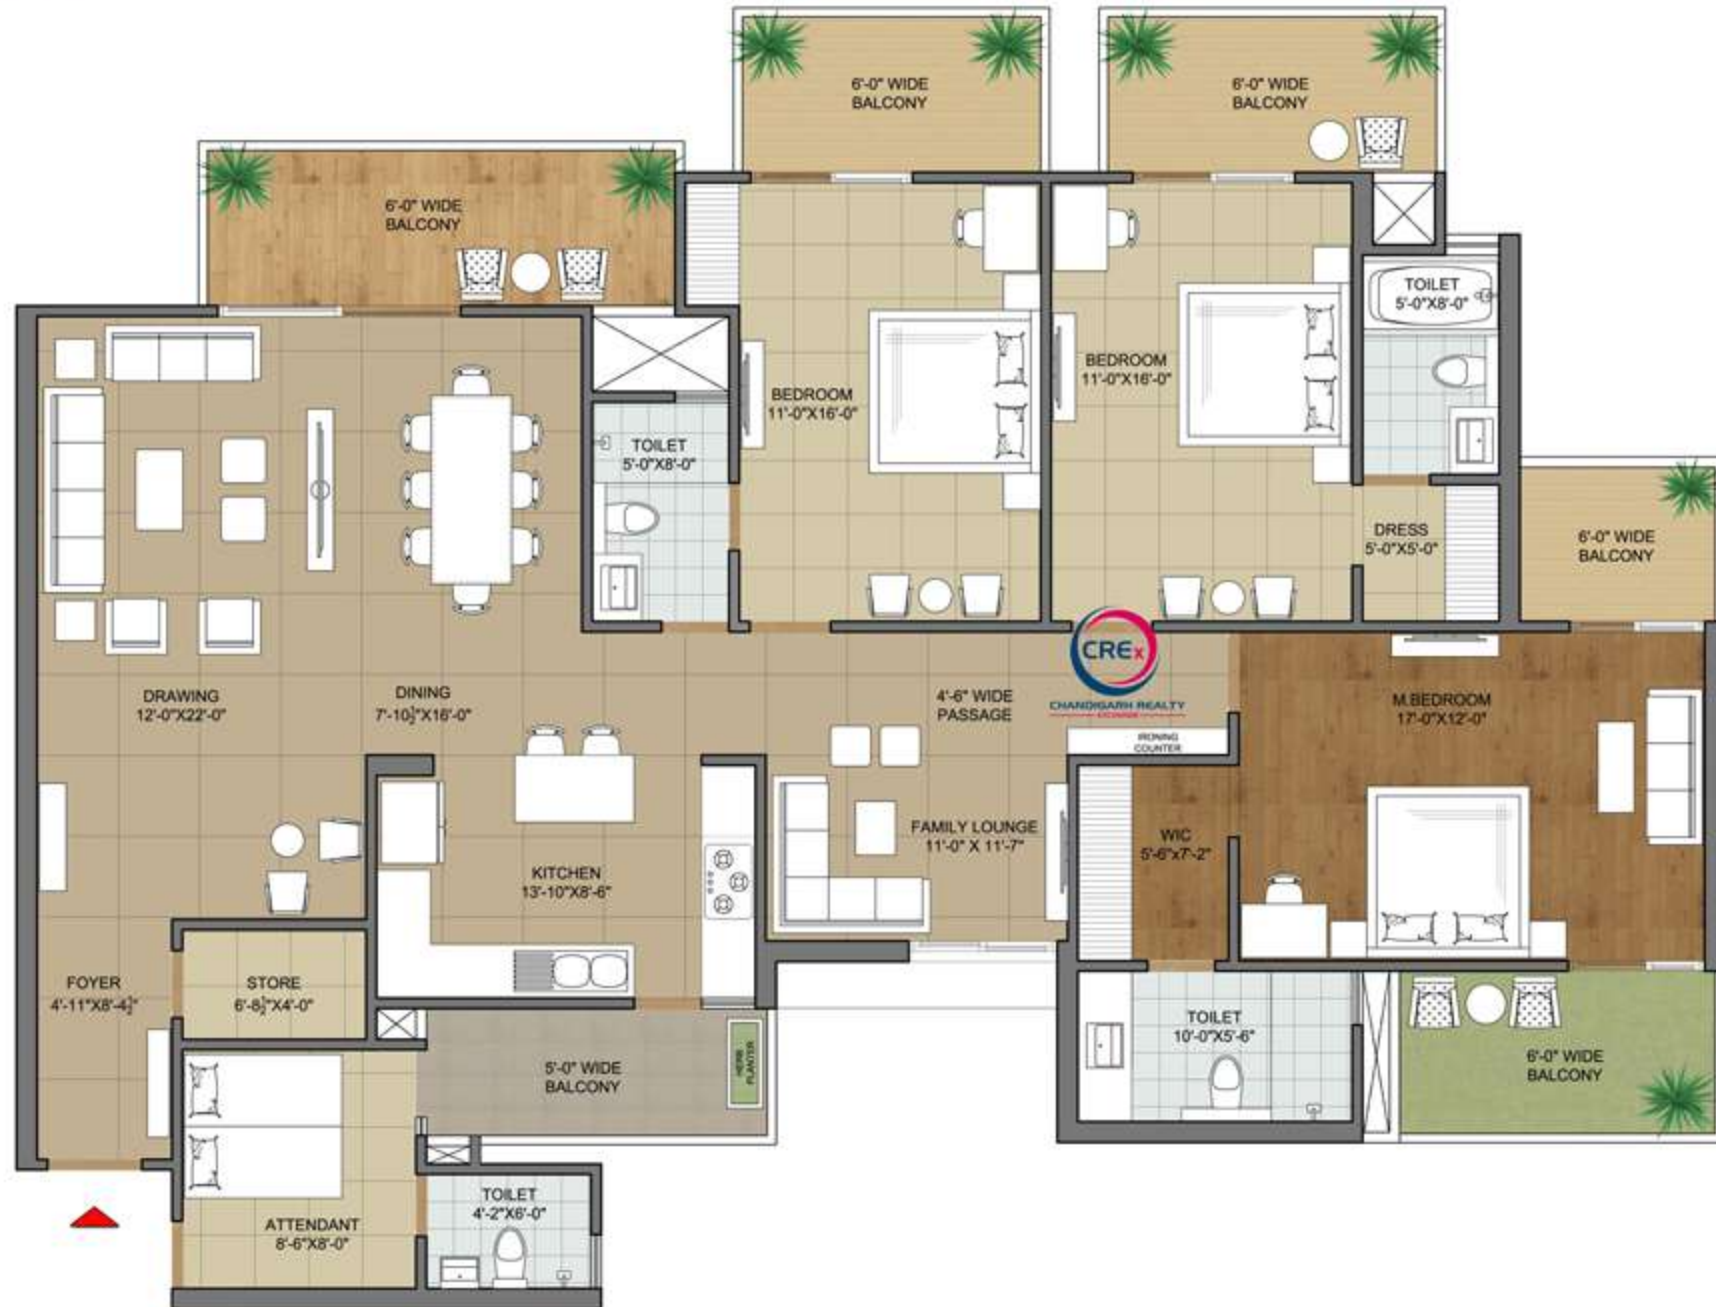 6'-0" WIDE
BALCONY
6'-0" WIDE
BALCONY
6'-0" WIDE
BALCONY
TOILET
5'-0"X8'-0"
BEDROOM
11'-0"X16'-0"
BEDROOM
11'-0"X16'-0"
TOILET
5'-0"X8'-0"
DRESS
5'-0"X5'-0"
6'-0" WIDE
BALCONY
DRAWING
12'-0"X22'-0"
DINING
7'-10½"X16'-0"
4'-6" WIDE
PASSAGE
CREx
CHANDIGARH REALTY
EXCHANGE
IRONING
COUNTER
M.BEDROOM
17'-0"X12'-0"
FAMILY LOUNGE
11'-0" X 11'-7"
WIC
5'-6"x7'-2"
KITCHEN
13'-10"X8'-6"
FOYER
4'-11"X8'-4½"
STORE
6'-8½"X4'-0"
TOILET
10'-0"X5'-6"
5'-0" WIDE
BALCONY
HERB
PLANTER
6'-0" WIDE
BALCONY
ATTENDANT
8'-6"X8'-0"
TOILET
4'-2"X6'-0"